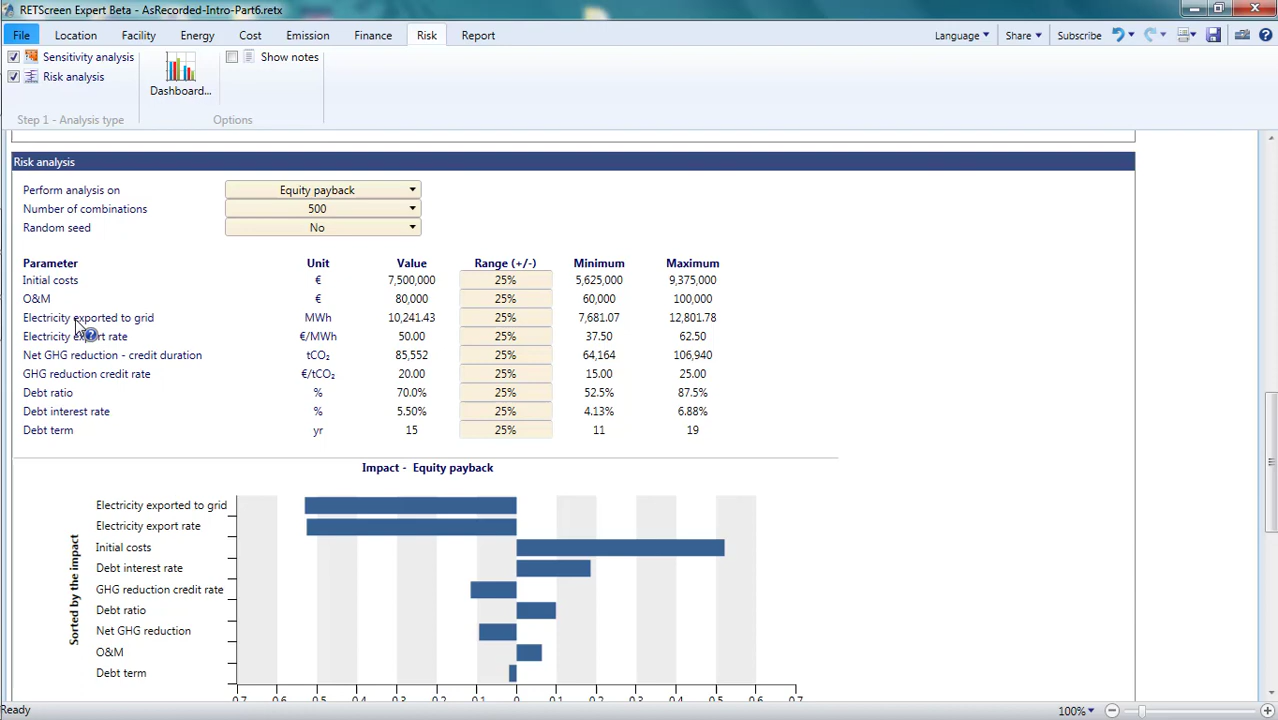 RETScreen Expert Beta - AsRecorded-Intro-Part6.retx
File Location Facility Energy Cost Emission Finance Risk Report Language Share Subscribe
Sensitivity analysis
Risk analysis
Dashboard...
Show notes
Step 1 - Analysis type
Options
Risk analysis
Perform analysis on Equity payback
Number of combinations 500
Random seed No
Parameter Unit Value Range (+/-) Minimum Maximum
Initial costs € 7,500,000 25% 5,625,000 9,375,000
O&M € 80,000 25% 60,000 100,000
Electricity exported to grid MWh 10,241.43 25% 7,681.07 12,801.78
Electricity export rate €/MWh 50.00 25% 37.50 62.50
Net GHG reduction - credit duration tCO₂ 85,552 25% 64,164 106,940
GHG reduction credit rate €/tCO₂ 20.00 25% 15.00 25.00
Debt ratio % 70.0% 25% 52.5% 87.5%
Debt interest rate % 5.50% 25% 4.13% 6.88%
Debt term yr 15 25% 11 19
Impact - Equity payback
Sorted by the impact
Electricity exported to grid
Electricity export rate
Initial costs
Debt interest rate
GHG reduction credit rate
Debt ratio
Net GHG reduction
O&M
Debt term
-0.7 -0.6 -0.5 -0.4 -0.3 -0.2 -0.1 0 0.1 0.2 0.3 0.4 0.5 0.6 0.7
Ready
100%